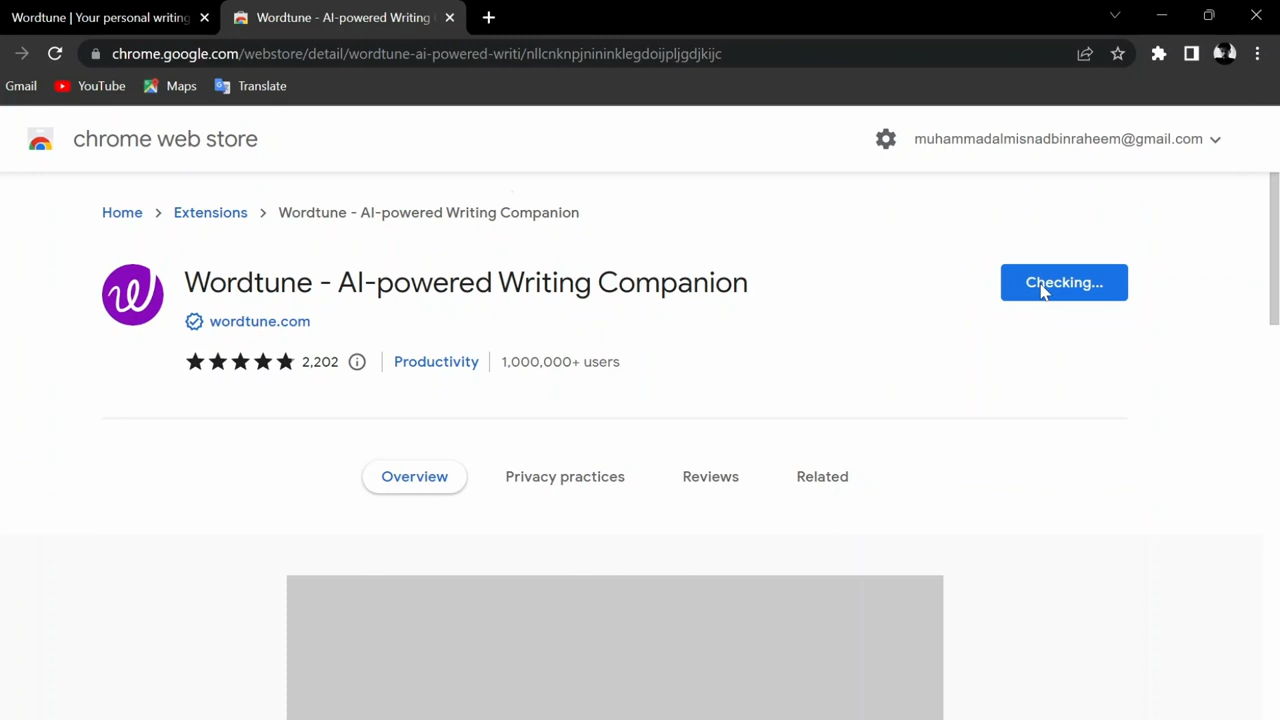 Wordtune | Your personal writing
Wordtune - AI-powered Writing
chrome.google.com/webstore/detail/wordtune-ai-powered-writi/nllcnknpjnininklegdoijpljgdjkijc
Gmail YouTube Maps Translate
chrome web store
muhammadalmisnadbinraheem@gmail.com
Home > Extensions > Wordtune - AI-powered Writing Companion
Wordtune - AI-powered Writing Companion
Checking...
wordtune.com
2,202 Productivity 1,000,000+ users
Overview Privacy practices Reviews Related